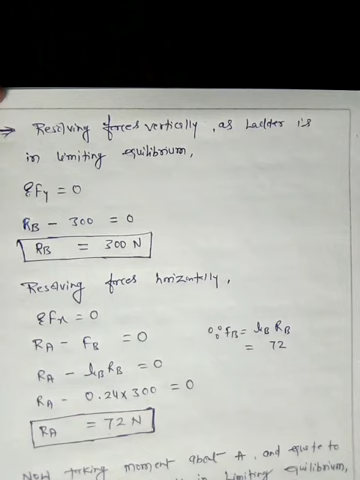 → Resolving forces vertically, as Ladder is
in limiting equilibrium,
ΣFy = 0
RB - 300 = 0
RB = 300 N
Resolving forces horizontally,
ΣFx = 0
RA - FB = 0
∴ FB = μB RB
= 72
RA - μB RB = 0
RA - 0.24 × 300 = 0
RA = 72 N
Now taking moment about A, and equate to
in limiting equilibrium,